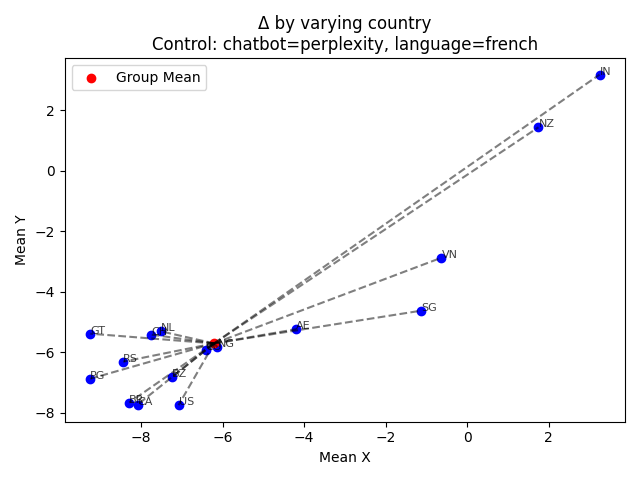 Δ by varying country
Control: chatbot=perplexity, language=french
Group Mean
IN
NZ
VN
SG
AE
NG
NL
GT
RS
PG
ZA
US
2
0
−2
−4
−6
−8
Mean Y
−8
−6
−4
−2
0
2
Mean X